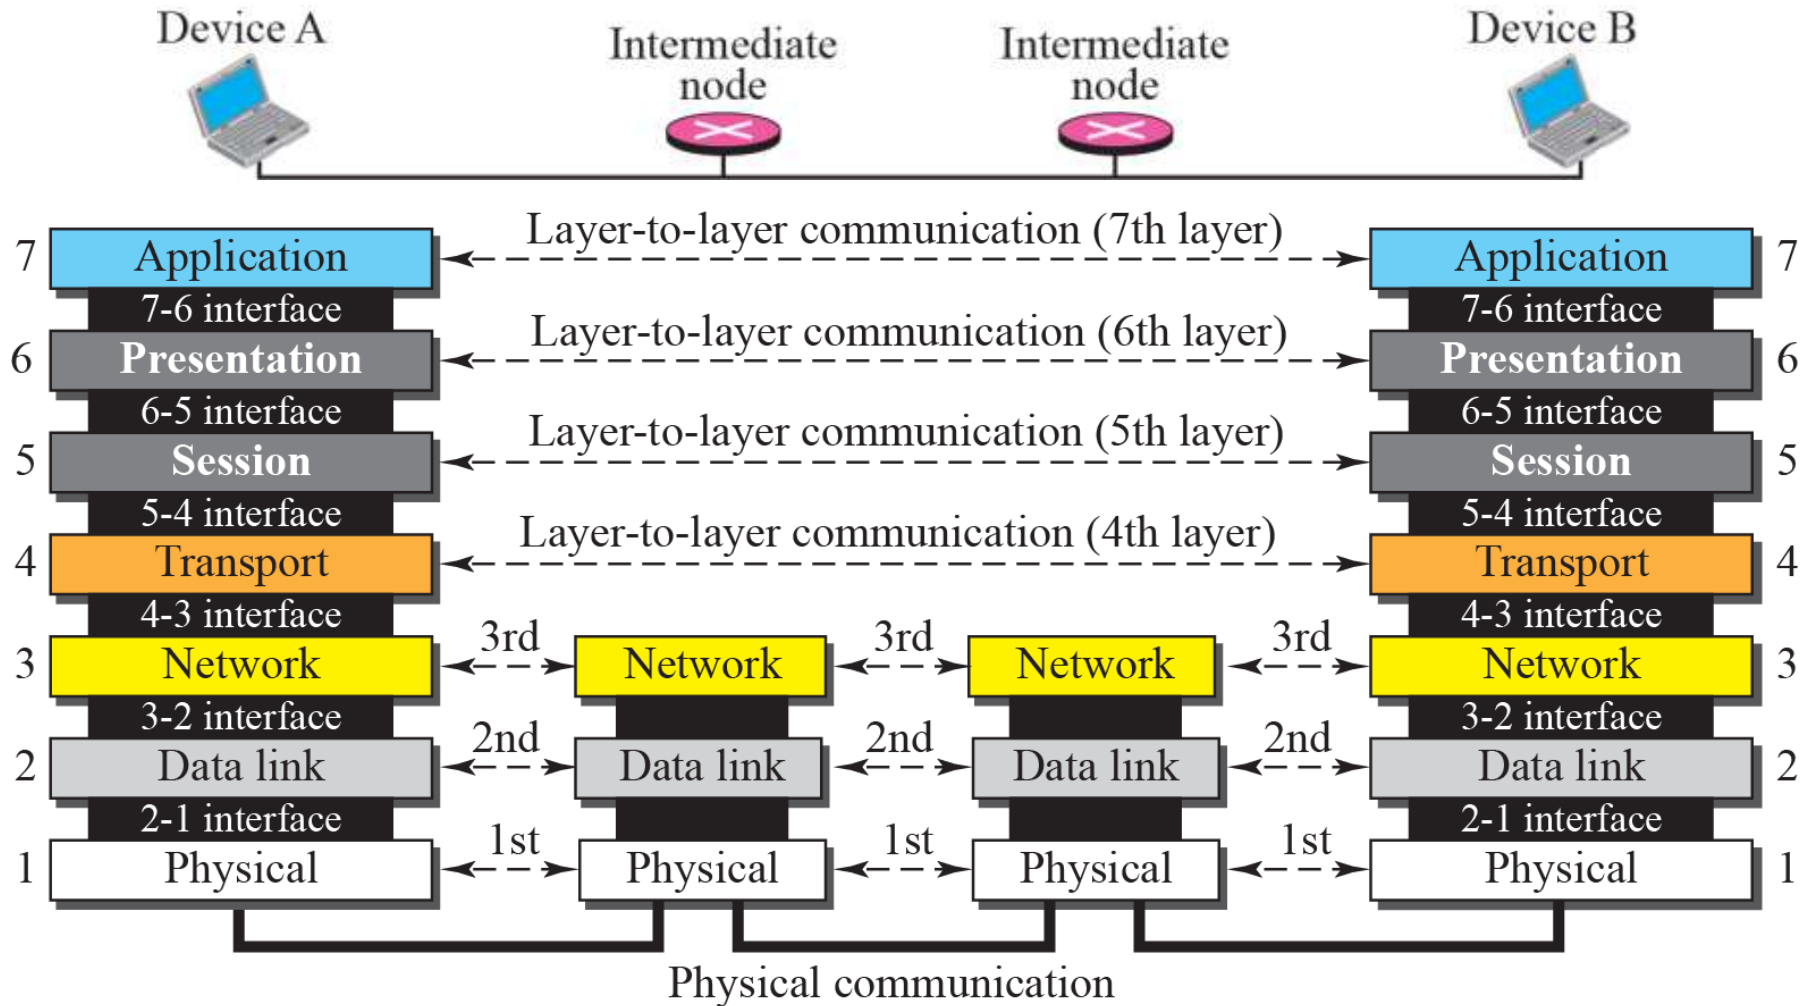 Device A
Intermediate
node
Intermediate
node
Device B
7 Application Layer-to-layer communication (7th layer) Application 7
7-6 interface 7-6 interface
6 Presentation Layer-to-layer communication (6th layer) Presentation 6
6-5 interface 6-5 interface
5 Session Layer-to-layer communication (5th layer) Session 5
5-4 interface 5-4 interface
4 Transport Layer-to-layer communication (4th layer) Transport 4
4-3 interface 4-3 interface
3 Network 3rd Network 3rd Network 3rd Network 3
3-2 interface 3-2 interface
2 Data link 2nd Data link 2nd Data link 2nd Data link 2
2-1 interface 2-1 interface
1 Physical 1st Physical 1st Physical 1st Physical 1
Physical communication